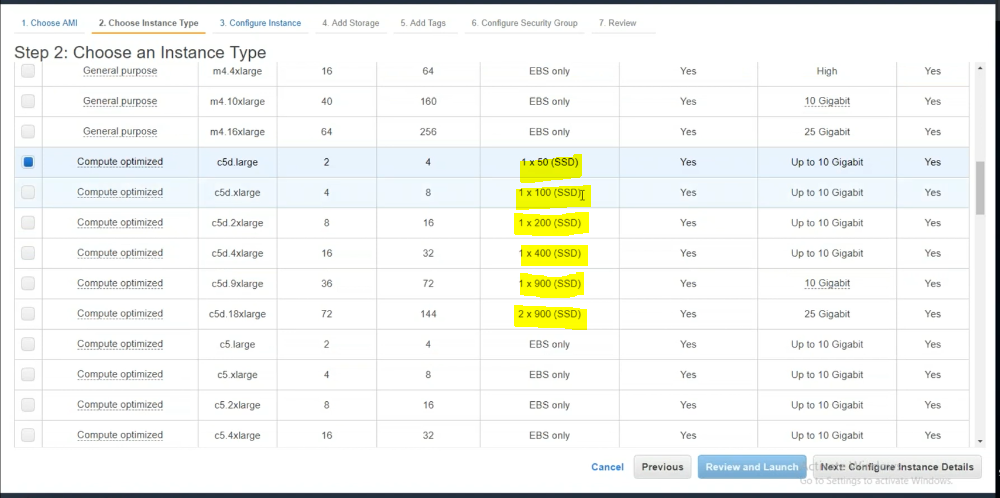 1. Choose AMI 2. Choose Instance Type 3. Configure Instance 4. Add Storage 5. Add Tags 6. Configure Security Group 7. Review
Step 2: Choose an Instance Type
General purpose m4.4xlarge 16 64 EBS only Yes High Yes
General purpose m4.10xlarge 40 160 EBS only Yes 10 Gigabit Yes
General purpose m4.16xlarge 64 256 EBS only Yes 25 Gigabit Yes
Compute optimized c5d.large 2 4 1 x 50 (SSD) Yes Up to 10 Gigabit Yes
Compute optimized c5d.xlarge 4 8 1 x 100 (SSD) Yes Up to 10 Gigabit Yes
Compute optimized c5d.2xlarge 8 16 1 x 200 (SSD) Yes Up to 10 Gigabit Yes
Compute optimized c5d.4xlarge 16 32 1 x 400 (SSD) Yes Up to 10 Gigabit Yes
Compute optimized c5d.9xlarge 36 72 1 x 900 (SSD) Yes 10 Gigabit Yes
Compute optimized c5d.18xlarge 72 144 2 x 900 (SSD) Yes 25 Gigabit Yes
Compute optimized c5.large 2 4 EBS only Yes Up to 10 Gigabit Yes
Compute optimized c5.xlarge 4 8 EBS only Yes Up to 10 Gigabit Yes
Compute optimized c5.2xlarge 8 16 EBS only Yes Up to 10 Gigabit Yes
Compute optimized c5.4xlarge 16 32 EBS only Yes Up to 10 Gigabit Yes
Cancel Previous Review and Launch Next: Configure Instance Details
Activate Windows
Go to Settings to activate Windows.